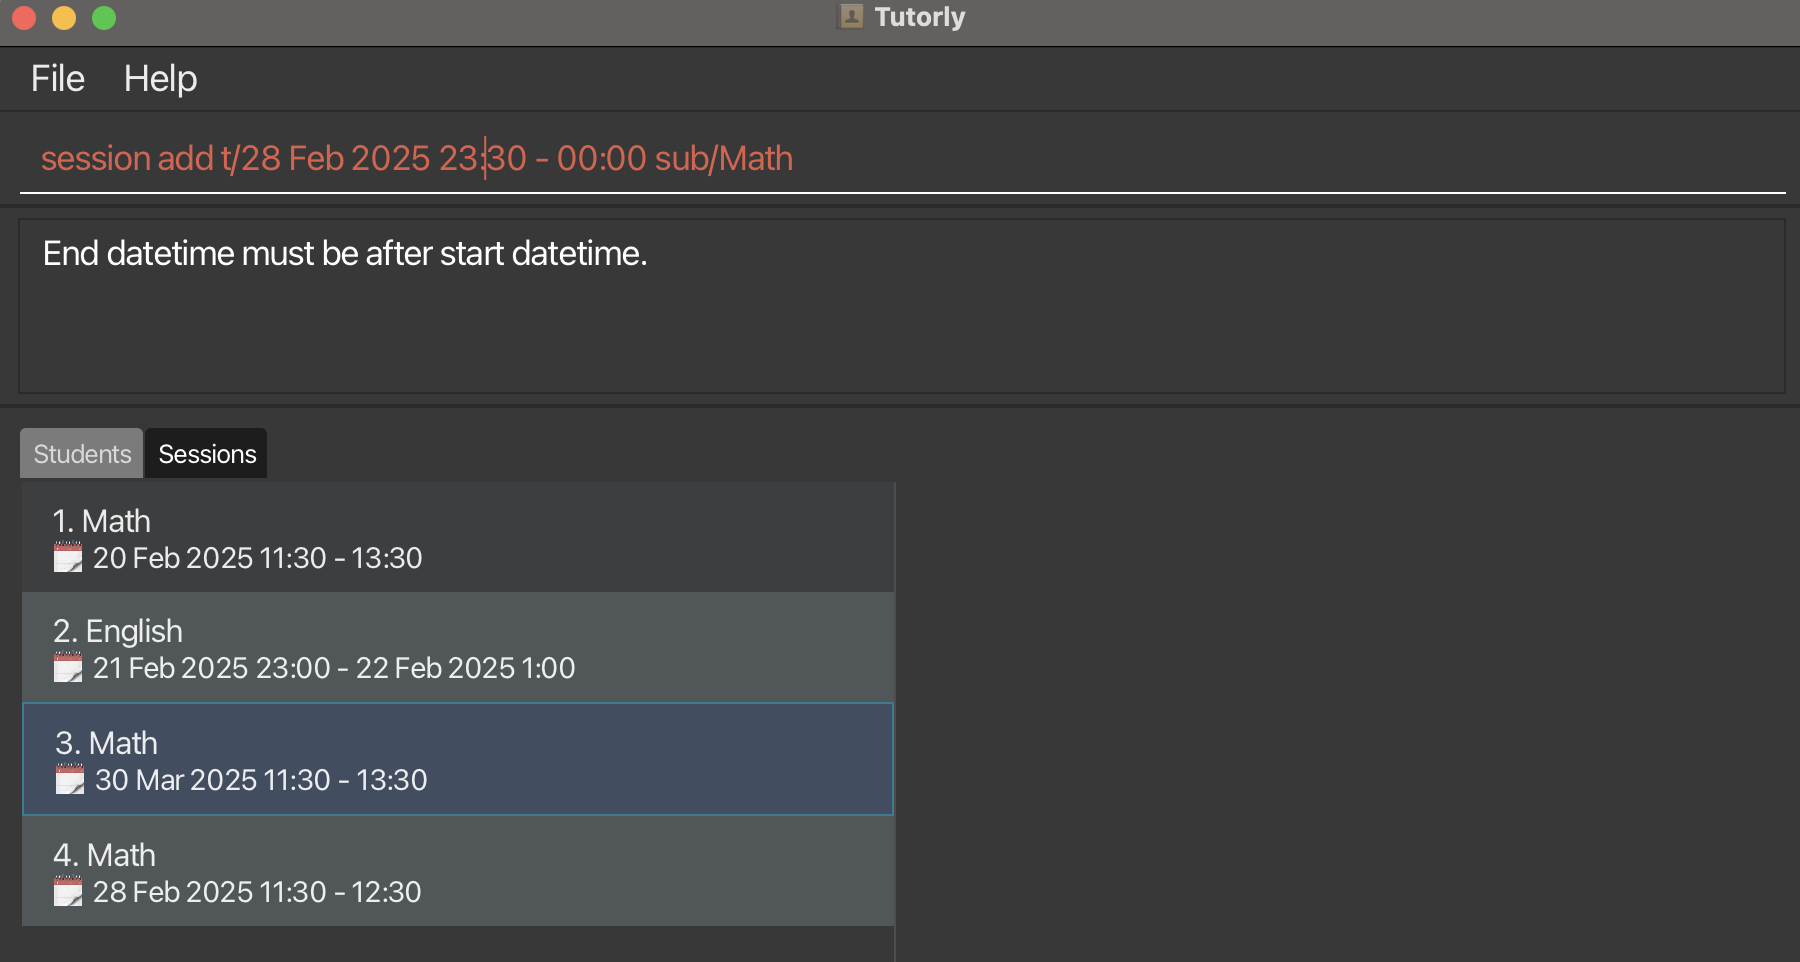 Tutorly
File Help
session add t/28 Feb 2025 23:30 - 00:00 sub/Math
End datetime must be after start datetime.
Students Sessions
1. Math
20 Feb 2025 11:30 - 13:30
2. English
21 Feb 2025 23:00 - 22 Feb 2025 1:00
3. Math
30 Mar 2025 11:30 - 13:30
4. Math
28 Feb 2025 11:30 - 12:30